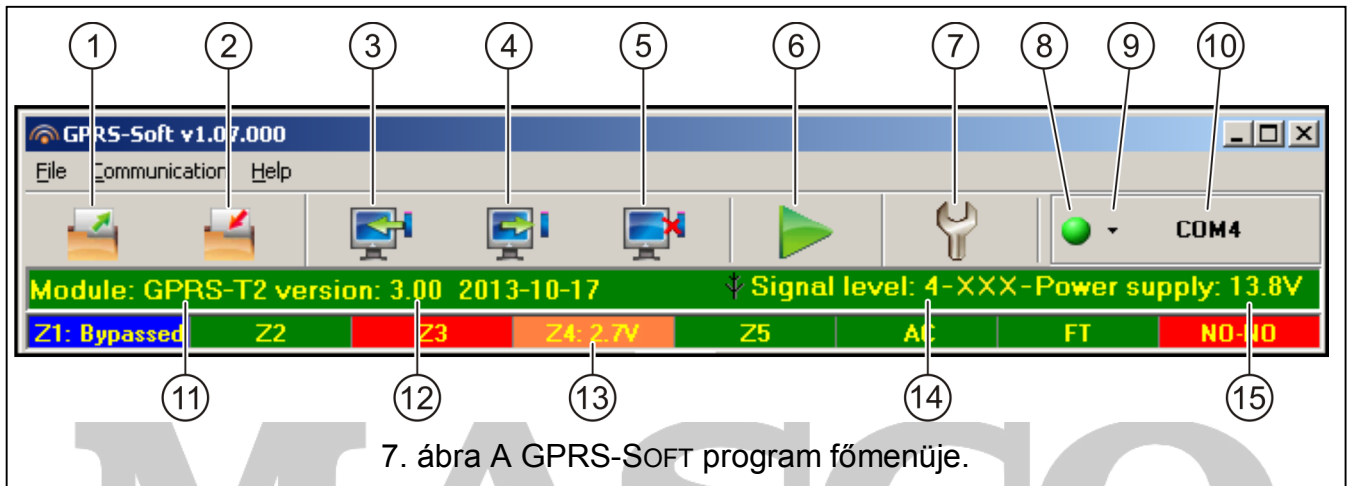 1 2 3 4 5 6 7 8 9 10
GPRS-Soft v1.07.000
File Communication Help
COM4
Module: GPRS-T2 version: 3.00 2013-10-17 Signal level: 4-XXX-Power supply: 13.8V
Z1: Bypassed Z2 Z3 Z4: 2.7V Z5 AC FT NO-NO
11 12 13 14 15
7. ábra A GPRS-SOFT program főmenüje.